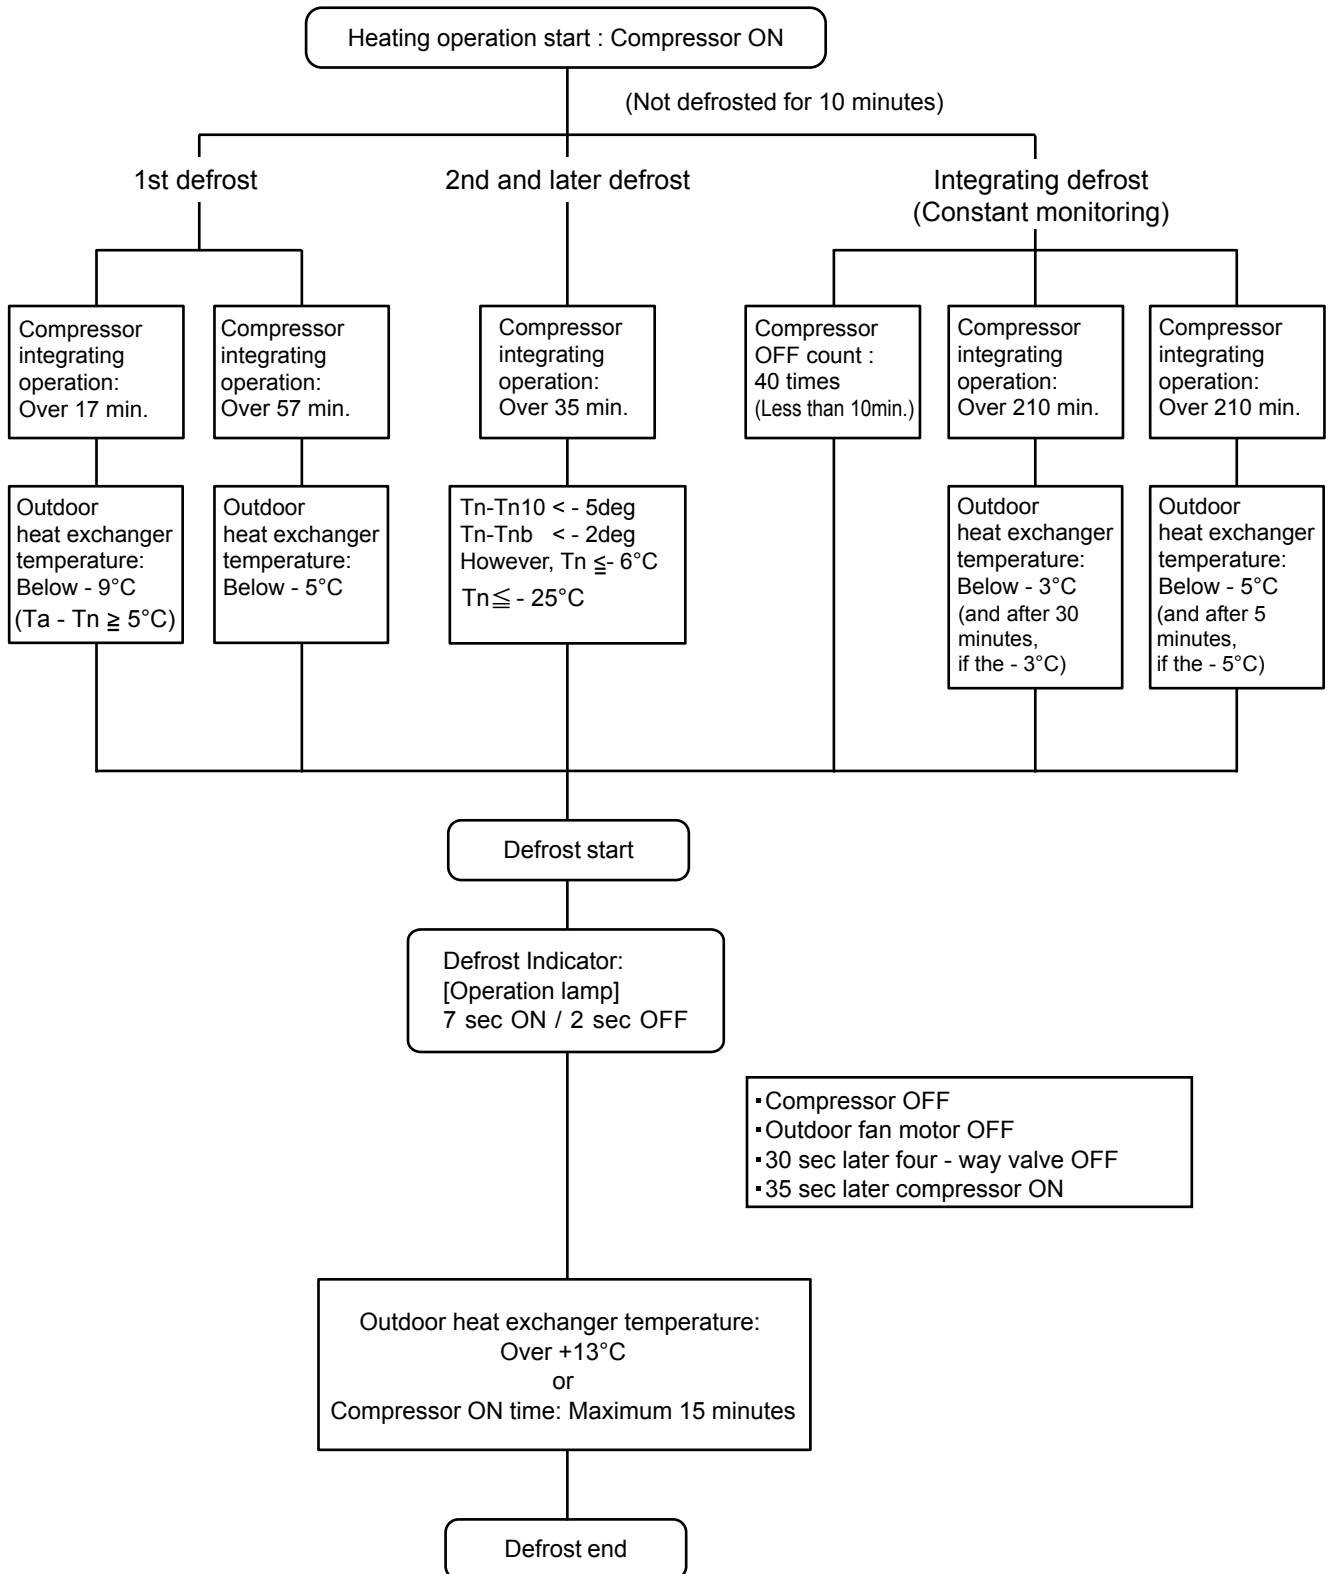 Heating operation start : Compressor ON
(Not defrosted for 10 minutes)
1st defrost
2nd and later defrost
Integrating defrost
(Constant monitoring)
Compressor
integrating
operation:
Over 17 min.
Compressor
integrating
operation:
Over 57 min.
Compressor
integrating
operation:
Over 35 min.
Compressor
OFF count :
40 times
(Less than 10min.)
Compressor
integrating
operation:
Over 210 min.
Compressor
integrating
operation:
Over 210 min.
Outdoor
heat exchanger
temperature:
Below - 9°C
(Ta - Tn ≧ 5°C)
Outdoor
heat exchanger
temperature:
Below - 5°C
Tn-Tn10 < - 5deg
Tn-Tnb < - 2deg
However, Tn ≦- 6°C
Tn≦ - 25°C
Outdoor
heat exchanger
temperature:
Below - 3°C
(and after 30
minutes,
if the - 3°C)
Outdoor
heat exchanger
temperature:
Below - 5°C
(and after 5
minutes,
if the - 5°C)
Defrost start
Defrost Indicator:
[Operation lamp]
7 sec ON / 2 sec OFF
▪Compressor OFF
▪Outdoor fan motor OFF
▪30 sec later four - way valve OFF
▪35 sec later compressor ON
Outdoor heat exchanger temperature:
Over +13°C
or
Compressor ON time: Maximum 15 minutes
Defrost end